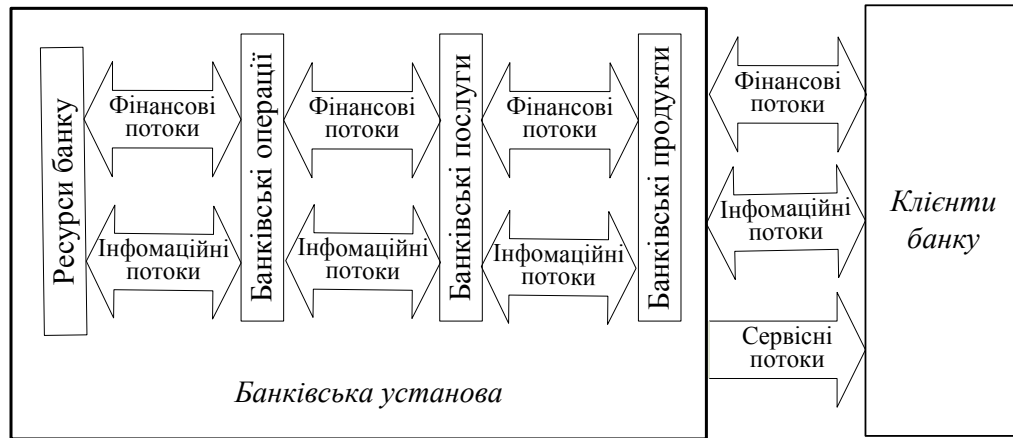 Ресурси банку
Фінансові
потоки
Інфомаційні
потоки
Банківські операції
Фінансові
потоки
Інфомаційні
потоки
Банківські послуги
Фінансові
потоки
Інфомаційні
потоки
Банківські продукти
Банківська установа
Фінансові
потоки
Інфомаційні
потоки
Сервісні
потоки
Клієнти
банку